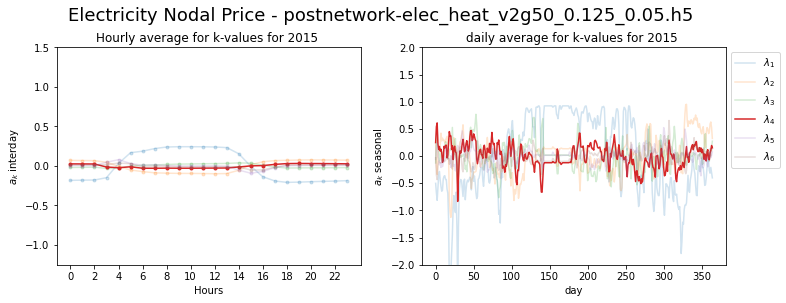 Electricity Nodal Price - postnetwork-elec_heat_v2g50_0.125_0.05.h5
Hourly average for k-values for 2015
1.5
1.0
0.5
0.0
−0.5
−1.0
a_k interday
0 2 4 6 8 10 12 14 16 18 20 22
Hours
daily average for k-values for 2015
2.0
1.5
1.0
0.5
0.0
−0.5
−1.0
−1.5
−2.0
a_k seasonal
0 50 100 150 200 250 300 350
day
λ₁
λ₂
λ₃
λ₄
λ₅
λ₆